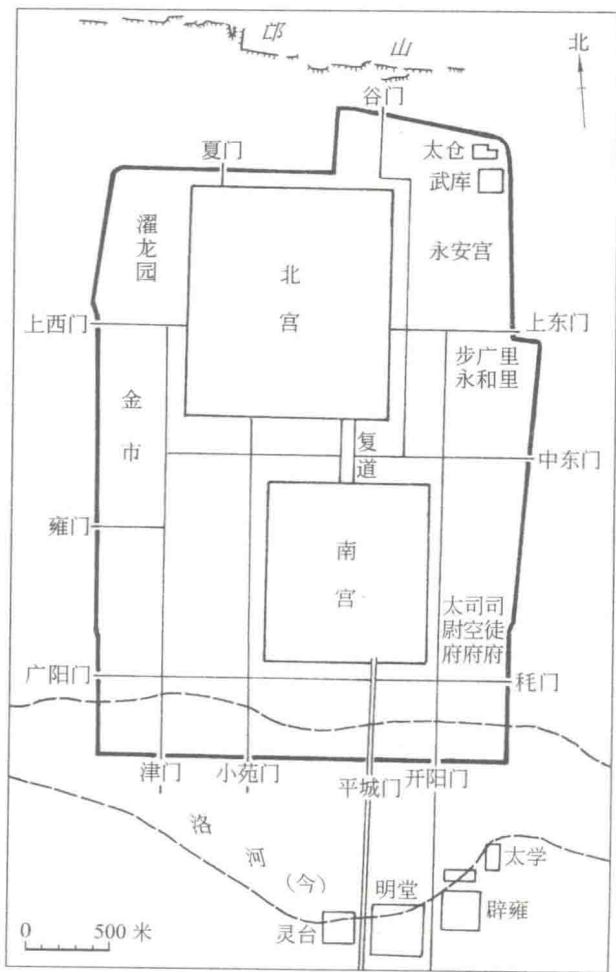 邙山
北
谷门
夏门
太仓
武库
濯龙园
永安宫
北宫
上西门
上东门
步广里
永和里
金市
复道
中东门
雍门
南宫
太尉府
司空府
司徒府
广阳门
秏门
津门
小苑门
平城门
开阳门
洛河
(今)
太学
明堂
辟雍
灵台
0 500 米